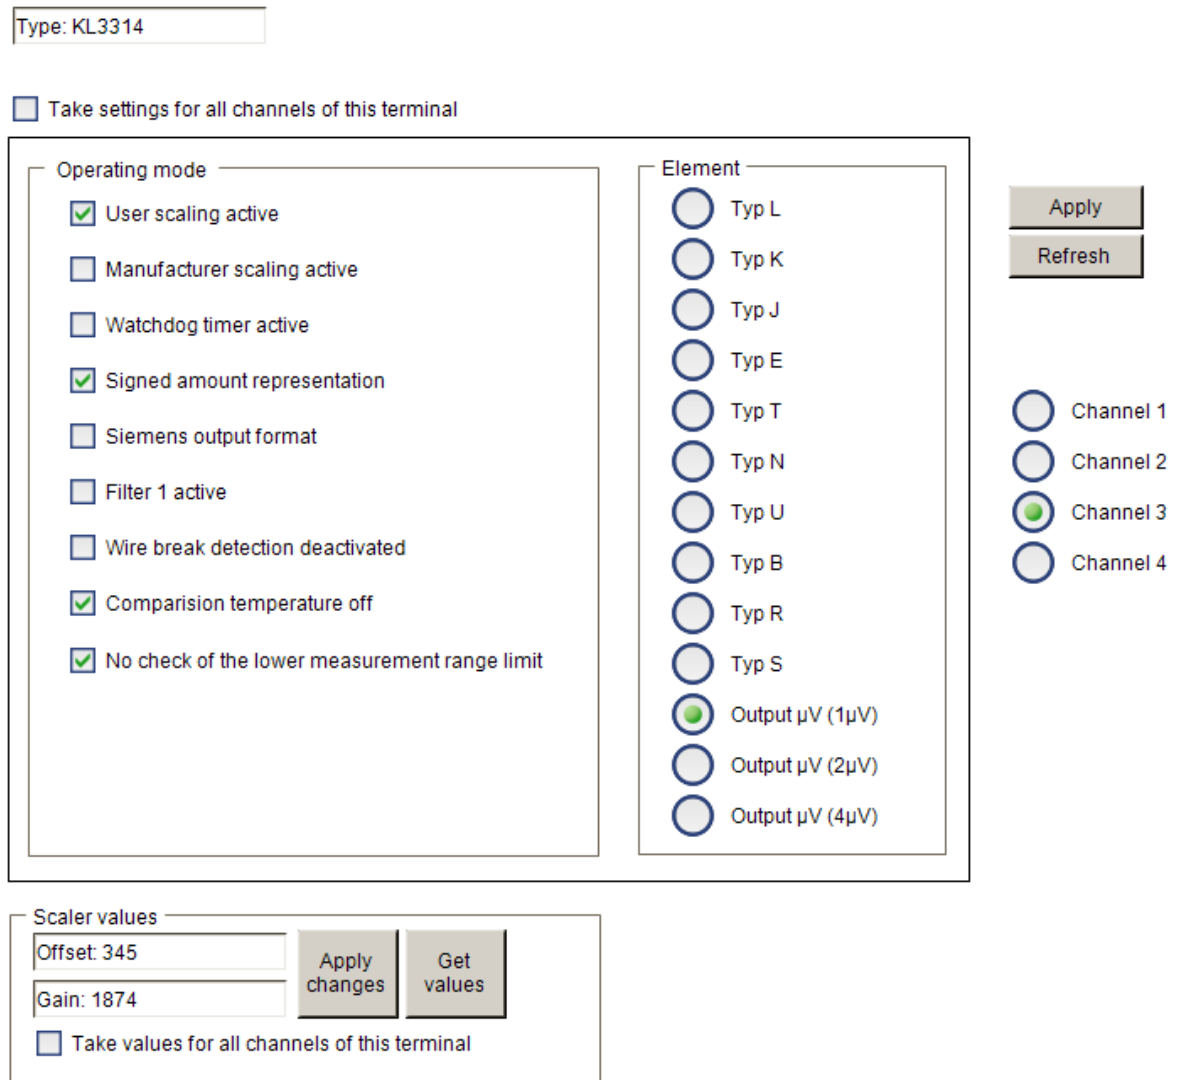 Type: KL3314
Take settings for all channels of this terminal
Operating mode
User scaling active
Manufacturer scaling active
Watchdog timer active
Signed amount representation
Siemens output format
Filter 1 active
Wire break detection deactivated
Comparision temperature off
No check of the lower measurement range limit
Element
Typ L
Typ K
Typ J
Typ E
Typ T
Typ N
Typ U
Typ B
Typ R
Typ S
Output µV (1µV)
Output µV (2µV)
Output µV (4µV)
Apply
Refresh
Channel 1
Channel 2
Channel 3
Channel 4
Scaler values
Offset: 345
Gain: 1874
Apply
changes
Get
values
Take values for all channels of this terminal